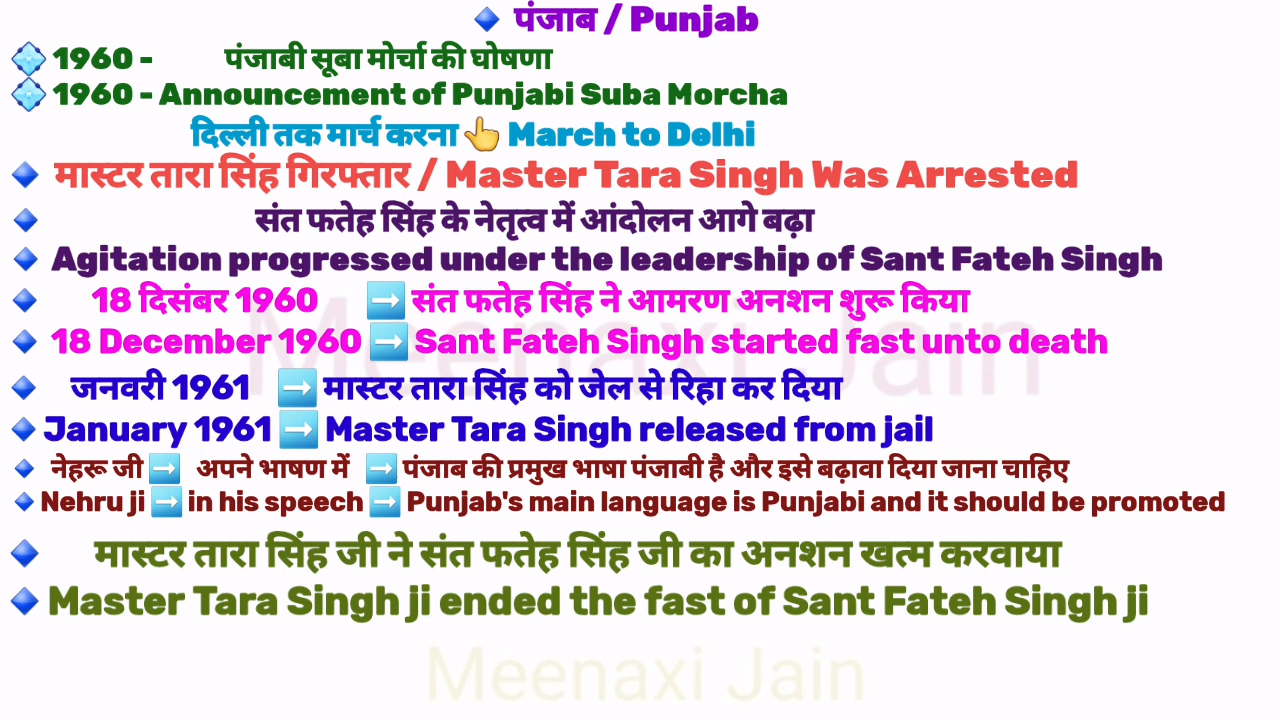 पंजाब / Punjab
1960 - पंजाबी सूबा मोर्चा की घोषणा
1960 - Announcement of Punjabi Suba Morcha
दिल्ली तक मार्च करना 👆 March to Delhi
मास्टर तारा सिंह गिरफ्तार / Master Tara Singh Was Arrested
संत फतेह सिंह के नेतृत्व में आंदोलन आगे बढ़ा
Agitation progressed under the leadership of Sant Fateh Singh
18 दिसंबर 1960 ➡️ संत फतेह सिंह ने आमरण अनशन शुरू किया
18 December 1960 ➡️ Sant Fateh Singh started fast unto death
जनवरी 1961 ➡️ मास्टर तारा सिंह को जेल से रिहा कर दिया
January 1961 ➡️ Master Tara Singh released from jail
नेहरू जी ➡️ अपने भाषण में ➡️ पंजाब की प्रमुख भाषा पंजाबी है और इसे बढ़ावा दिया जाना चाहिए
Nehru ji ➡️ in his speech ➡️ Punjab's main language is Punjabi and it should be promoted
मास्टर तारा सिंह जी ने संत फतेह सिंह जी का अनशन खत्म करवाया
Master Tara Singh ji ended the fast of Sant Fateh Singh ji
Meenaxi Jain
Meenaxi Jain